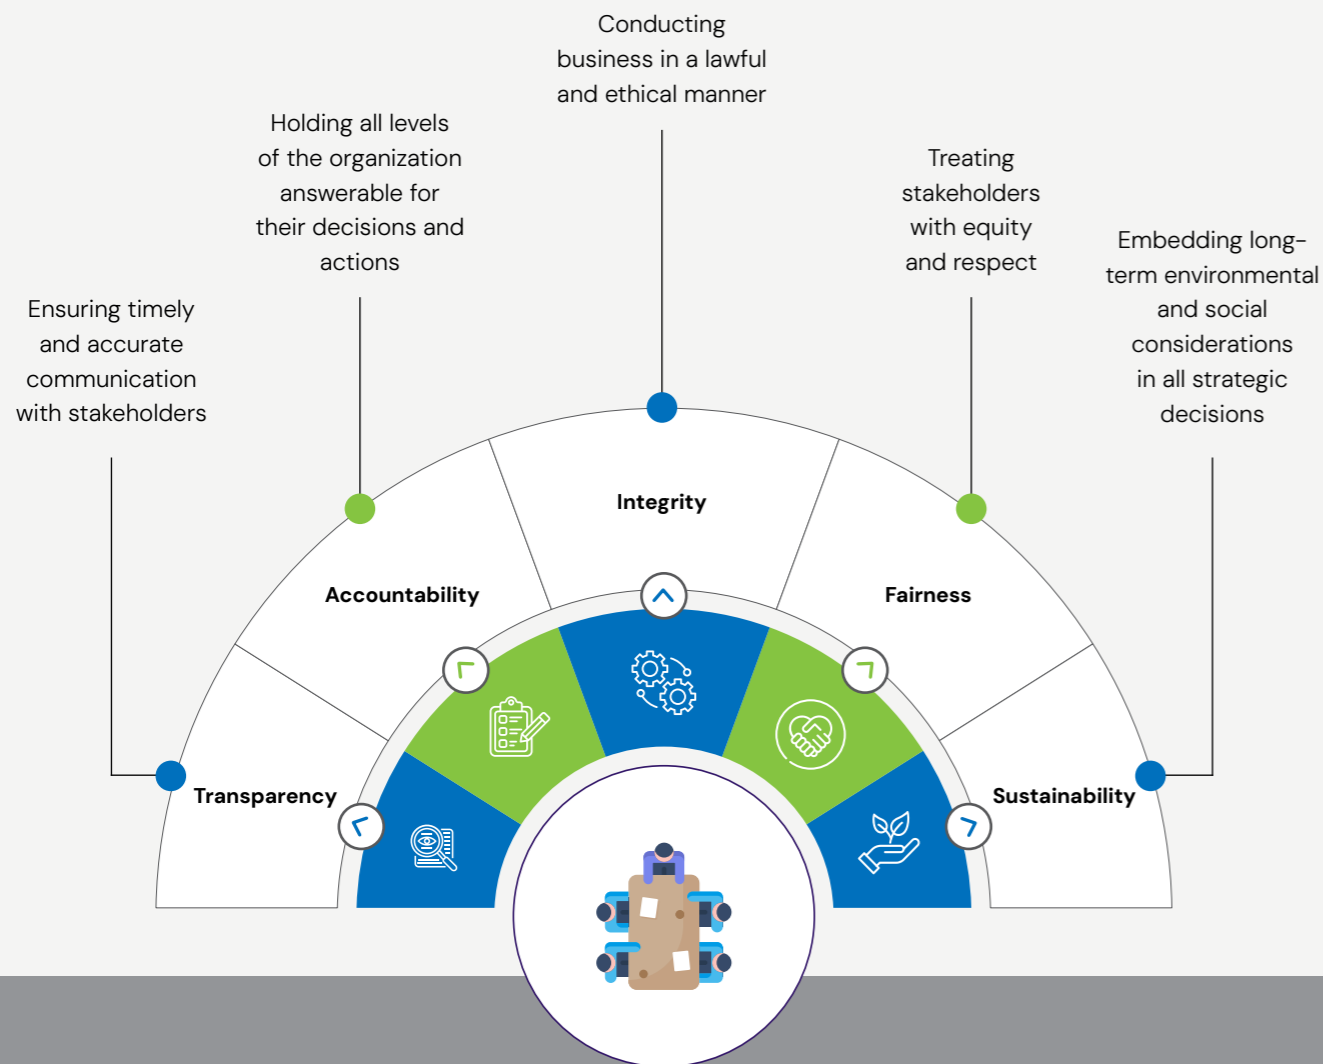 Conducting
business in a lawful
and ethical manner
Holding all levels
of the organization
answerable for
their decisions and
actions
Treating
stakeholders
with equity
and respect
Embedding long-
term environmental
and social
considerations
in all strategic
decisions
Ensuring timely
and accurate
communication
with stakeholders
Integrity
Accountability
Fairness
Transparency
Sustainability